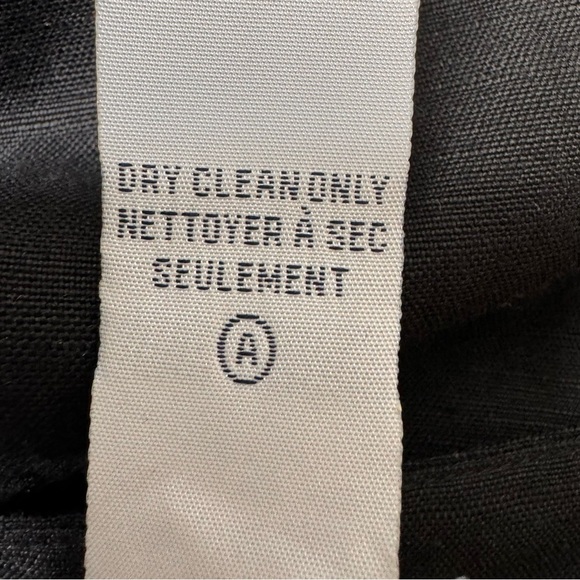 DRY CLEAN ONLY
NETTOYER À SEC
SEULEMENT
A